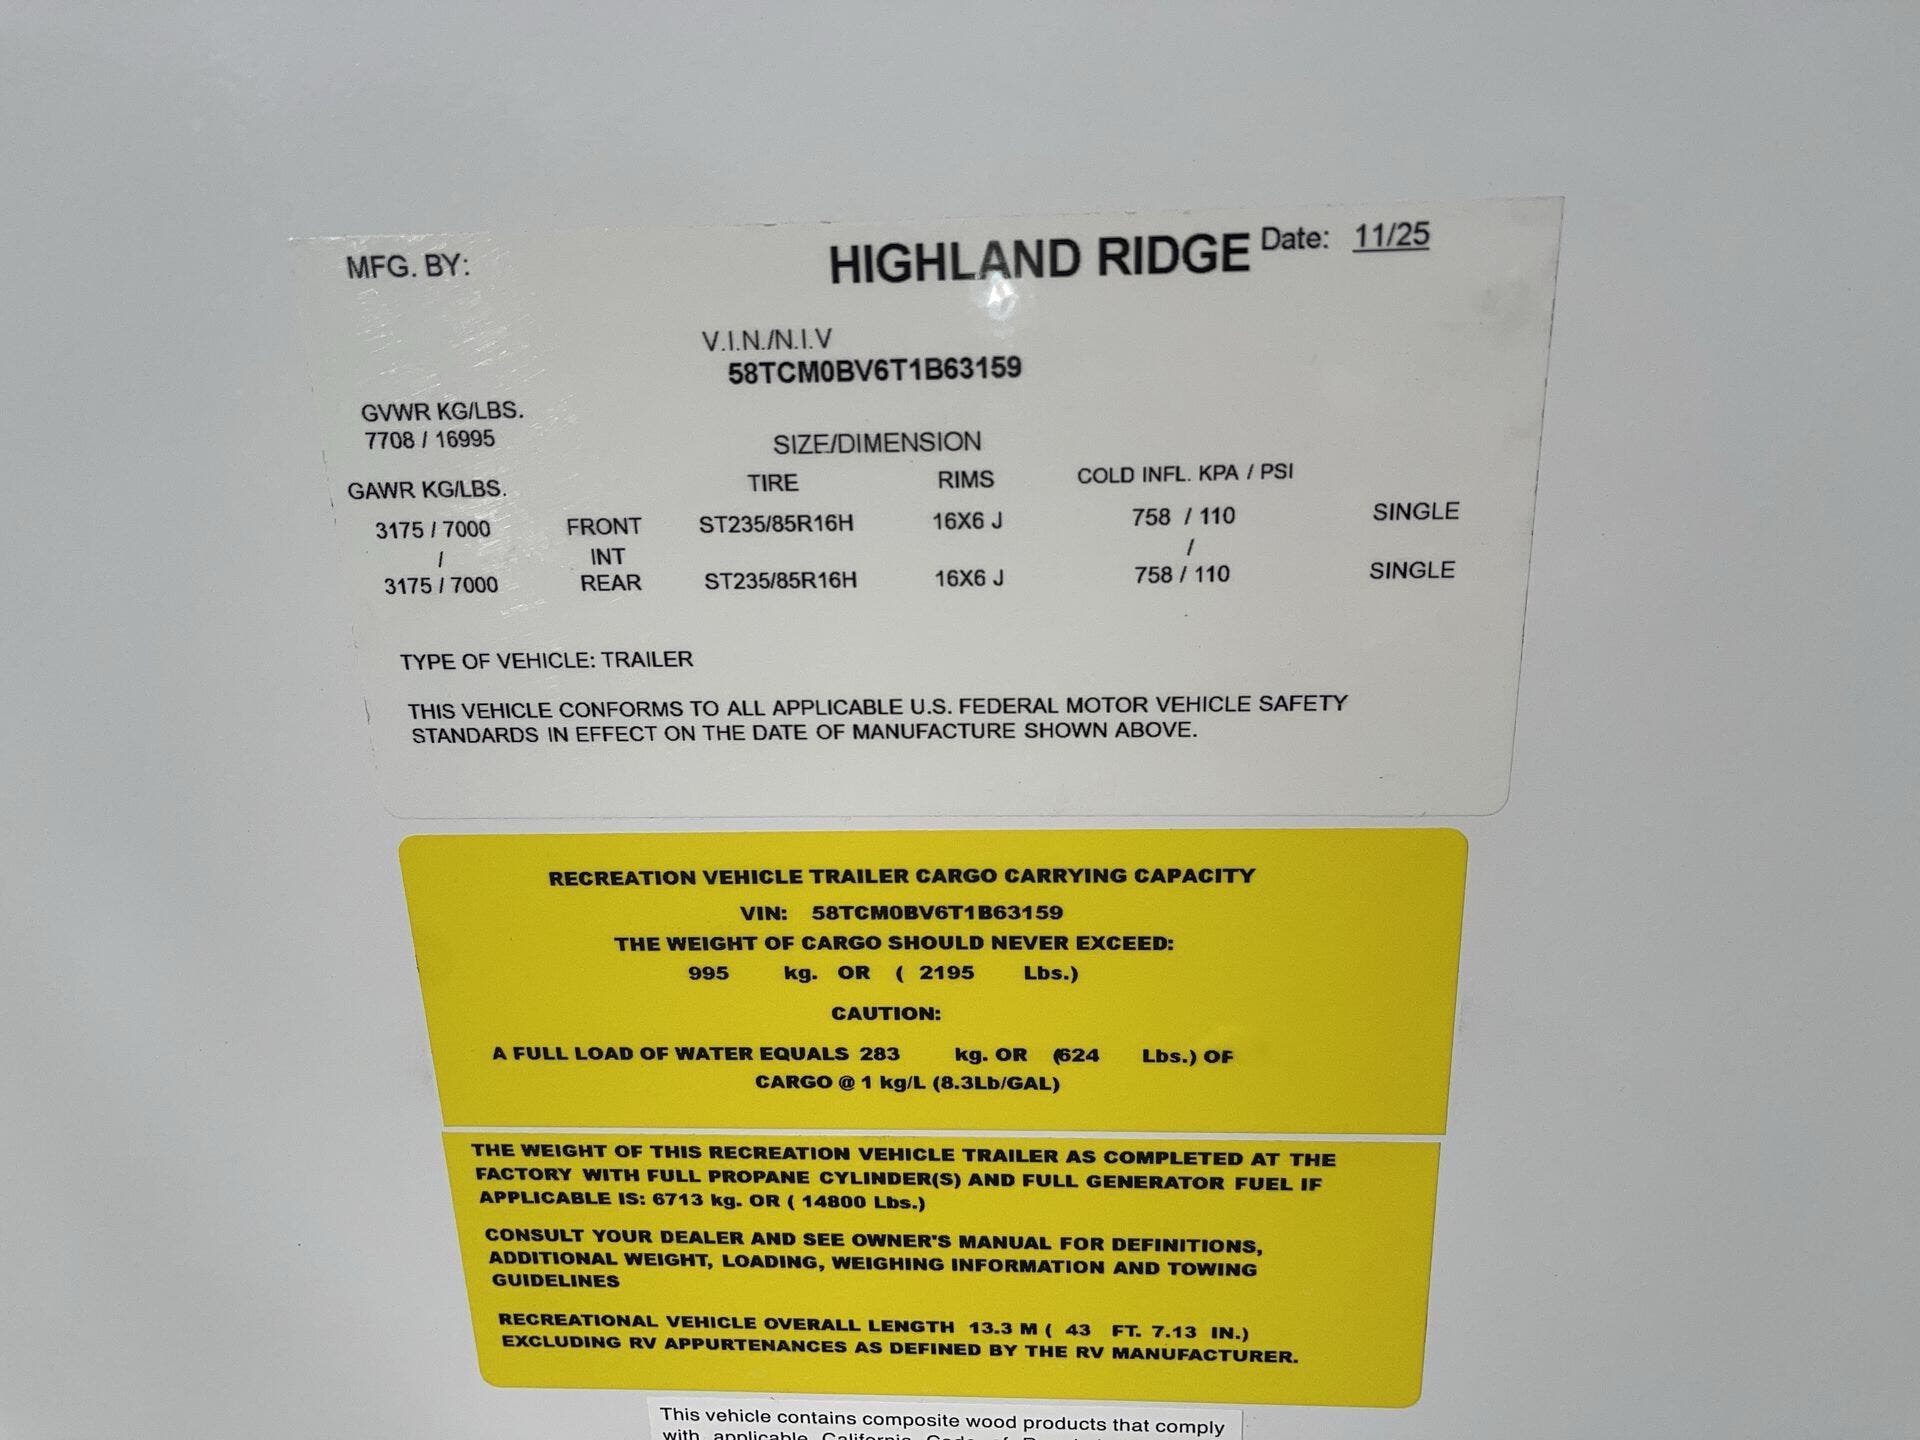 MFG. BY: HIGHLAND RIDGE Date: 11/25
V.I.N./N.I.V
58TCM0BV6T1B63159
GVWR KG/LBS.
7708 / 16995
SIZE/DIMENSION
GAWR KG/LBS. TIRE RIMS COLD INFL. KPA / PSI
3175 / 7000 FRONT ST235/85R16H 16X6 J 758 / 110 SINGLE
/ INT /
3175 / 7000 REAR ST235/85R16H 16X6 J 758 / 110 SINGLE
TYPE OF VEHICLE: TRAILER
THIS VEHICLE CONFORMS TO ALL APPLICABLE U.S. FEDERAL MOTOR VEHICLE SAFETY
STANDARDS IN EFFECT ON THE DATE OF MANUFACTURE SHOWN ABOVE.
RECREATION VEHICLE TRAILER CARGO CARRYING CAPACITY
VIN: 58TCM0BV6T1B63159
THE WEIGHT OF CARGO SHOULD NEVER EXCEED:
995 kg. OR ( 2195 Lbs.)
CAUTION:
A FULL LOAD OF WATER EQUALS 283 kg. OR (624 Lbs.) OF
CARGO @ 1 kg/L (8.3Lb/GAL)
THE WEIGHT OF THIS RECREATION VEHICLE TRAILER AS COMPLETED AT THE
FACTORY WITH FULL PROPANE CYLINDER(S) AND FULL GENERATOR FUEL IF
APPLICABLE IS: 6713 kg. OR ( 14800 Lbs.)
CONSULT YOUR DEALER AND SEE OWNER'S MANUAL FOR DEFINITIONS,
ADDITIONAL WEIGHT, LOADING, WEIGHING INFORMATION AND TOWING
GUIDELINES
RECREATIONAL VEHICLE OVERALL LENGTH 13.3 M ( 43 FT. 7.13 IN.)
EXCLUDING RV APPURTENANCES AS DEFINED BY THE RV MANUFACTURER.
This vehicle contains composite wood products that comply
with applicable California Code of